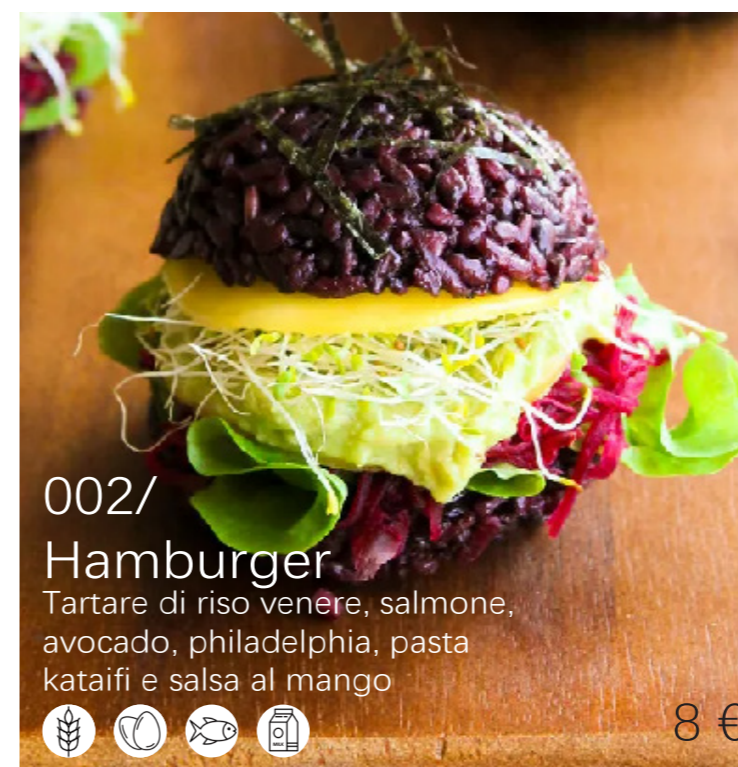 002/
Hamburger
Tartare di riso venere, salmone,
avocado, philadelphia, pasta
kataifi e salsa al mango
8 €